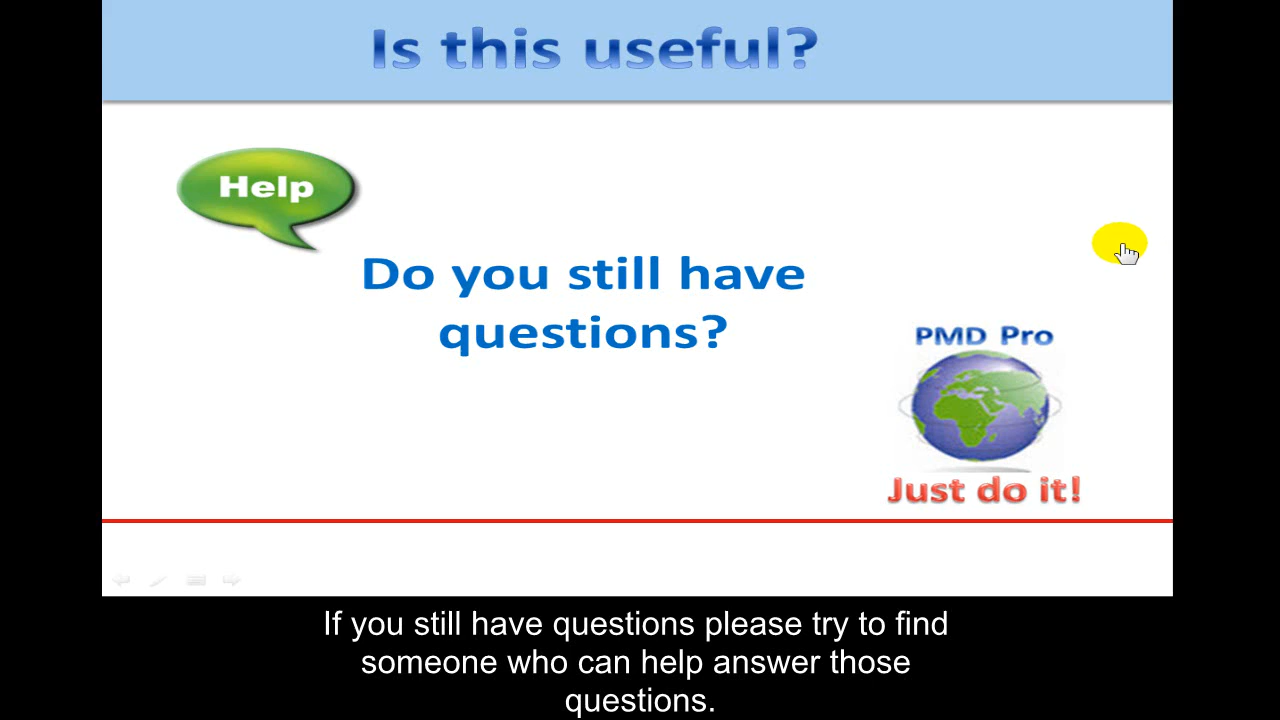 Is this useful?
Help
Do you still have
questions?
PMD Pro
Just do it!
If you still have questions please try to find
someone who can help answer those
questions.